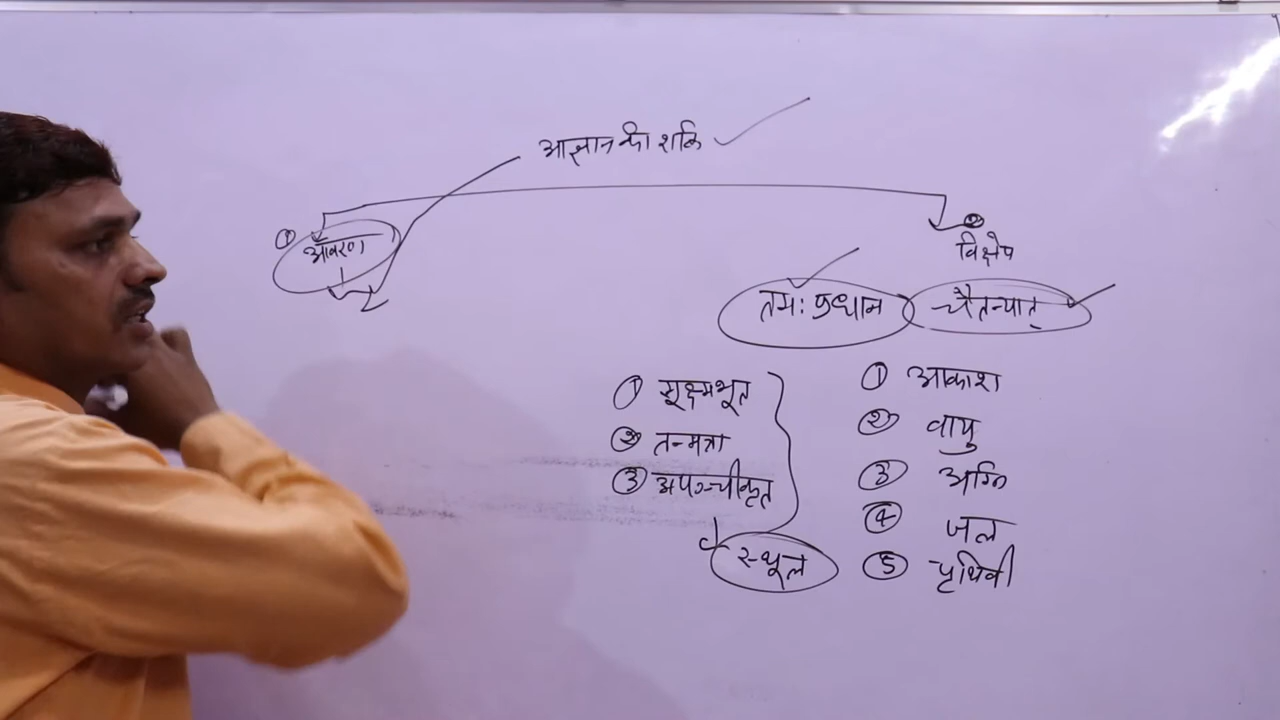 अज्ञान की शक्ति
① आवरण
② विक्षेप
तमः प्रधान चैतन्यात्
① सूक्ष्मभूत
② तन्मत्रा
③ अपञ्चीकृत
स्थूल
① आकाश
② वायु
③ अग्नि
④ जल
⑤ पृथिवी